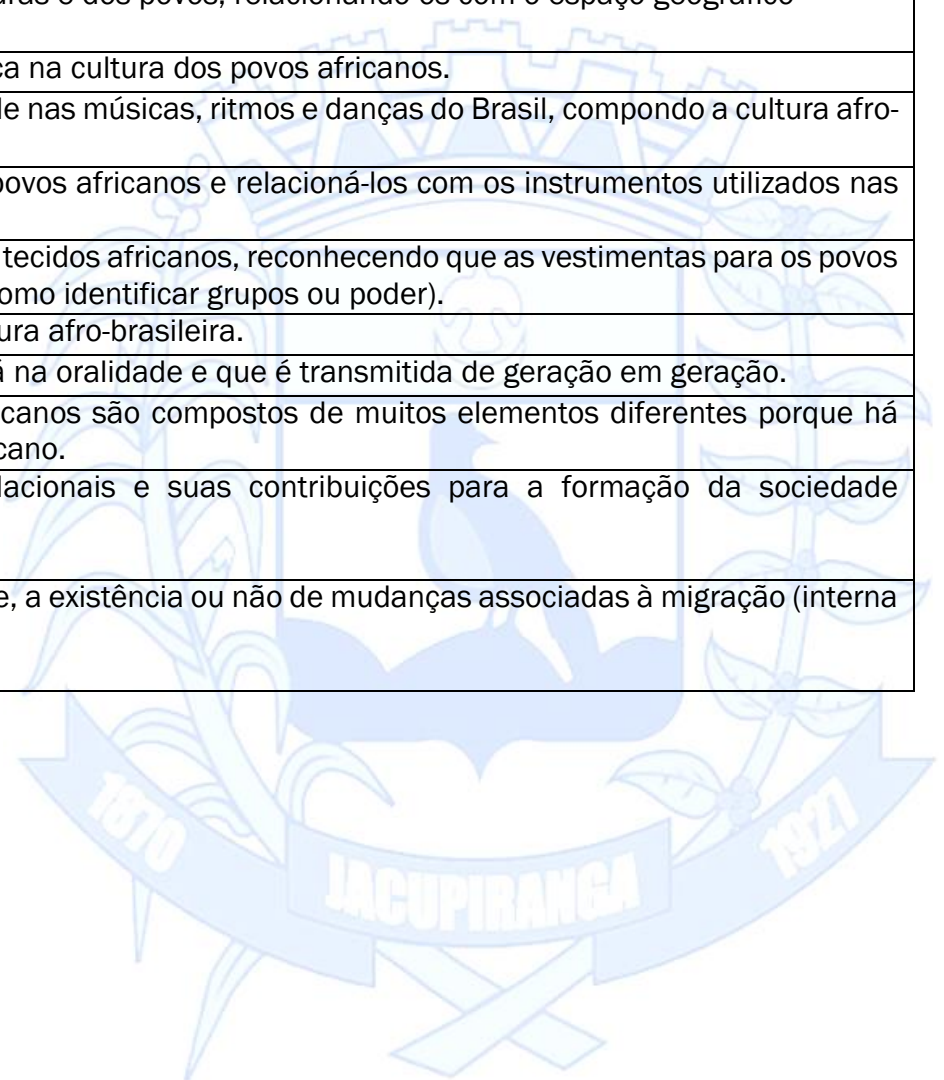 uras e dos povos, relacionando-os com o espaço geográfico
ca na cultura dos povos africanos.
de nas músicas, ritmos e danças do Brasil, compondo a cultura afro-
povos africanos e relacioná-los com os instrumentos utilizados nas
tecidos africanos, reconhecendo que as vestimentas para os povos
omo identificar grupos ou poder).
ura afro-brasileira.
á na oralidade e que é transmitida de geração em geração.
icanos são compostos de muitos elementos diferentes porque há
cano.
lacionais e suas contribuições para a formação da sociedade
e, a existência ou não de mudanças associadas à migração (interna
1870 JACUPIRANGA 1927